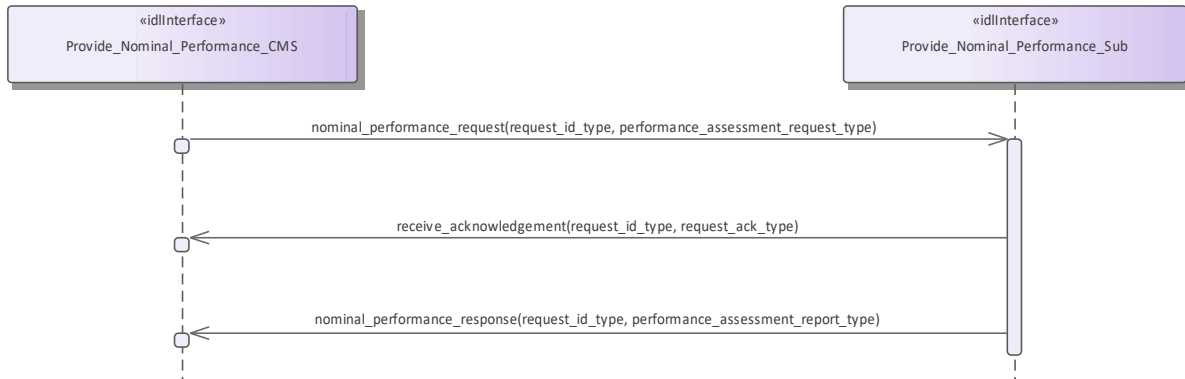 «idlInterface»
Provide_Nominal_Performance_CMS
«idlInterface»
Provide_Nominal_Performance_Sub
nominal_performance_request(request_id_type, performance_assessment_request_type)
receive_acknowledgement(request_id_type, request_ack_type)
nominal_performance_response(request_id_type, performance_assessment_report_type)